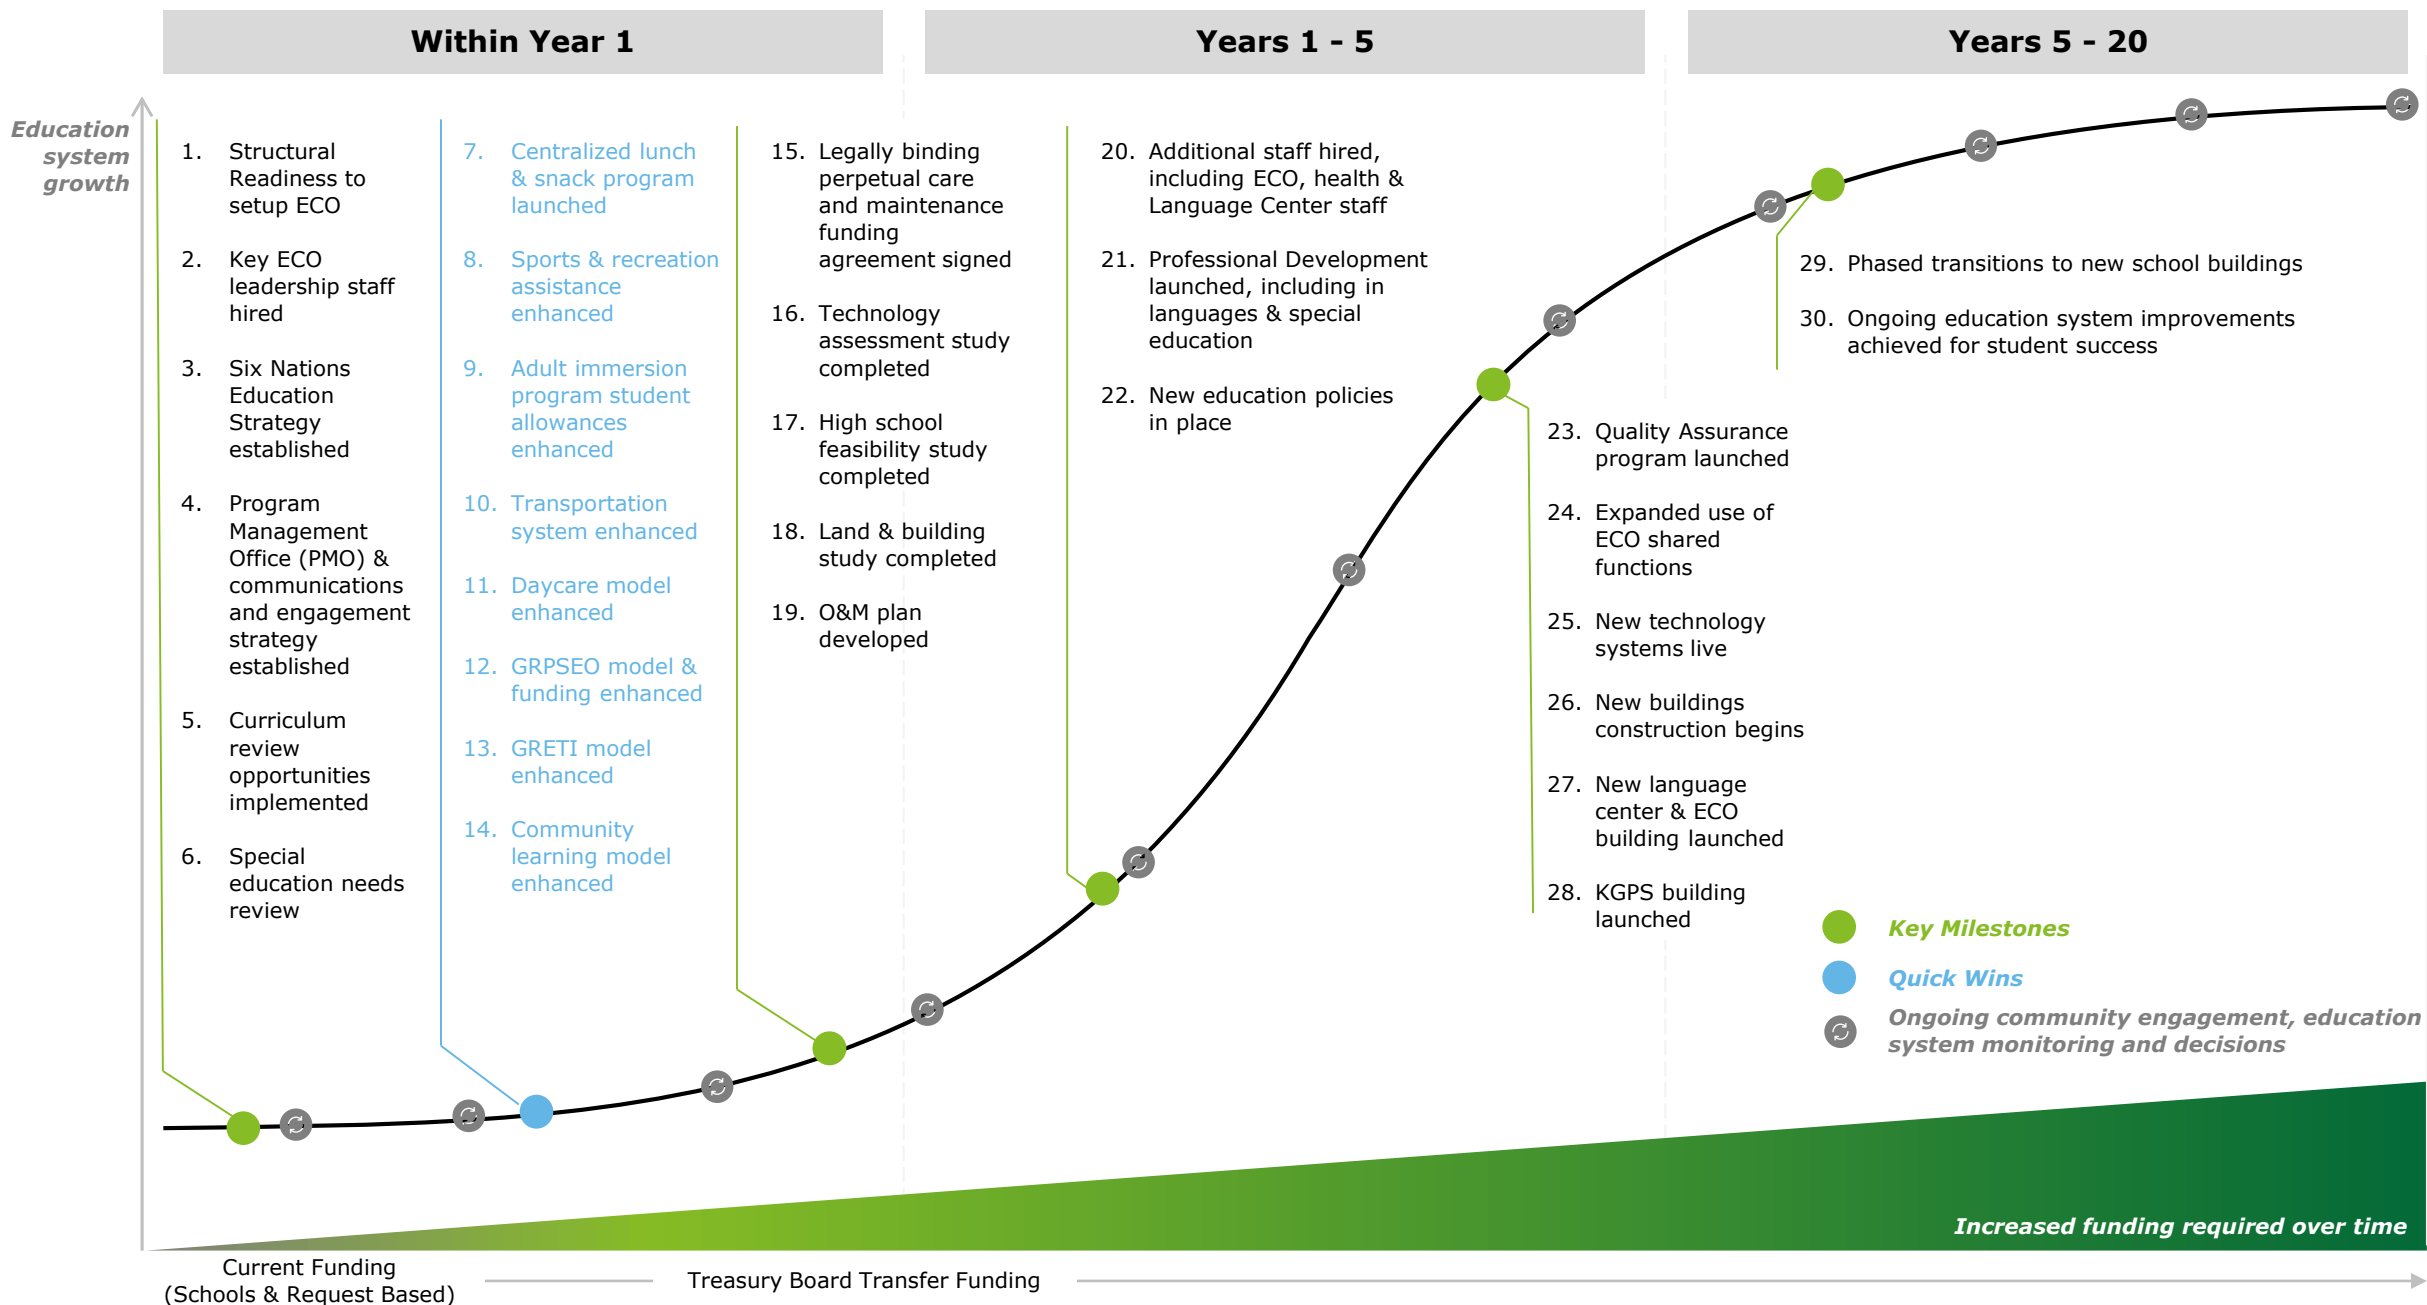 Within Year 1
Years 1 - 5
Years 5 - 20
Education
system
growth
1. Structural
Readiness to
setup ECO
2. Key ECO
leadership staff
hired
3. Six Nations
Education
Strategy
established
4. Program
Management
Office (PMO) &
communications
and engagement
strategy
established
5. Curriculum
review
opportunities
implemented
6. Special
education needs
review
7. Centralized lunch
& snack program
launched
8. Sports & recreation
assistance
enhanced
9. Adult immersion
program student
allowances
enhanced
10. Transportation
system enhanced
11. Daycare model
enhanced
12. GRPSEO model &
funding enhanced
13. GRETI model
enhanced
14. Community
learning model
enhanced
15. Legally binding
perpetual care
and maintenance
funding
agreement signed
16. Technology
assessment study
completed
17. High school
feasibility study
completed
18. Land & building
study completed
19. O&M plan
developed
20. Additional staff hired,
including ECO, health &
Language Center staff
21. Professional Development
launched, including in
languages & special
education
22. New education policies
in place
23. Quality Assurance
program launched
24. Expanded use of
ECO shared
functions
25. New technology
systems live
26. New buildings
construction begins
27. New language
center & ECO
building launched
28. KGPS building
launched
29. Phased transitions to new school buildings
30. Ongoing education system improvements
achieved for student success
Key Milestones
Quick Wins
Ongoing community engagement, education
system monitoring and decisions
Increased funding required over time
Current Funding
(Schools & Request Based)
Treasury Board Transfer Funding